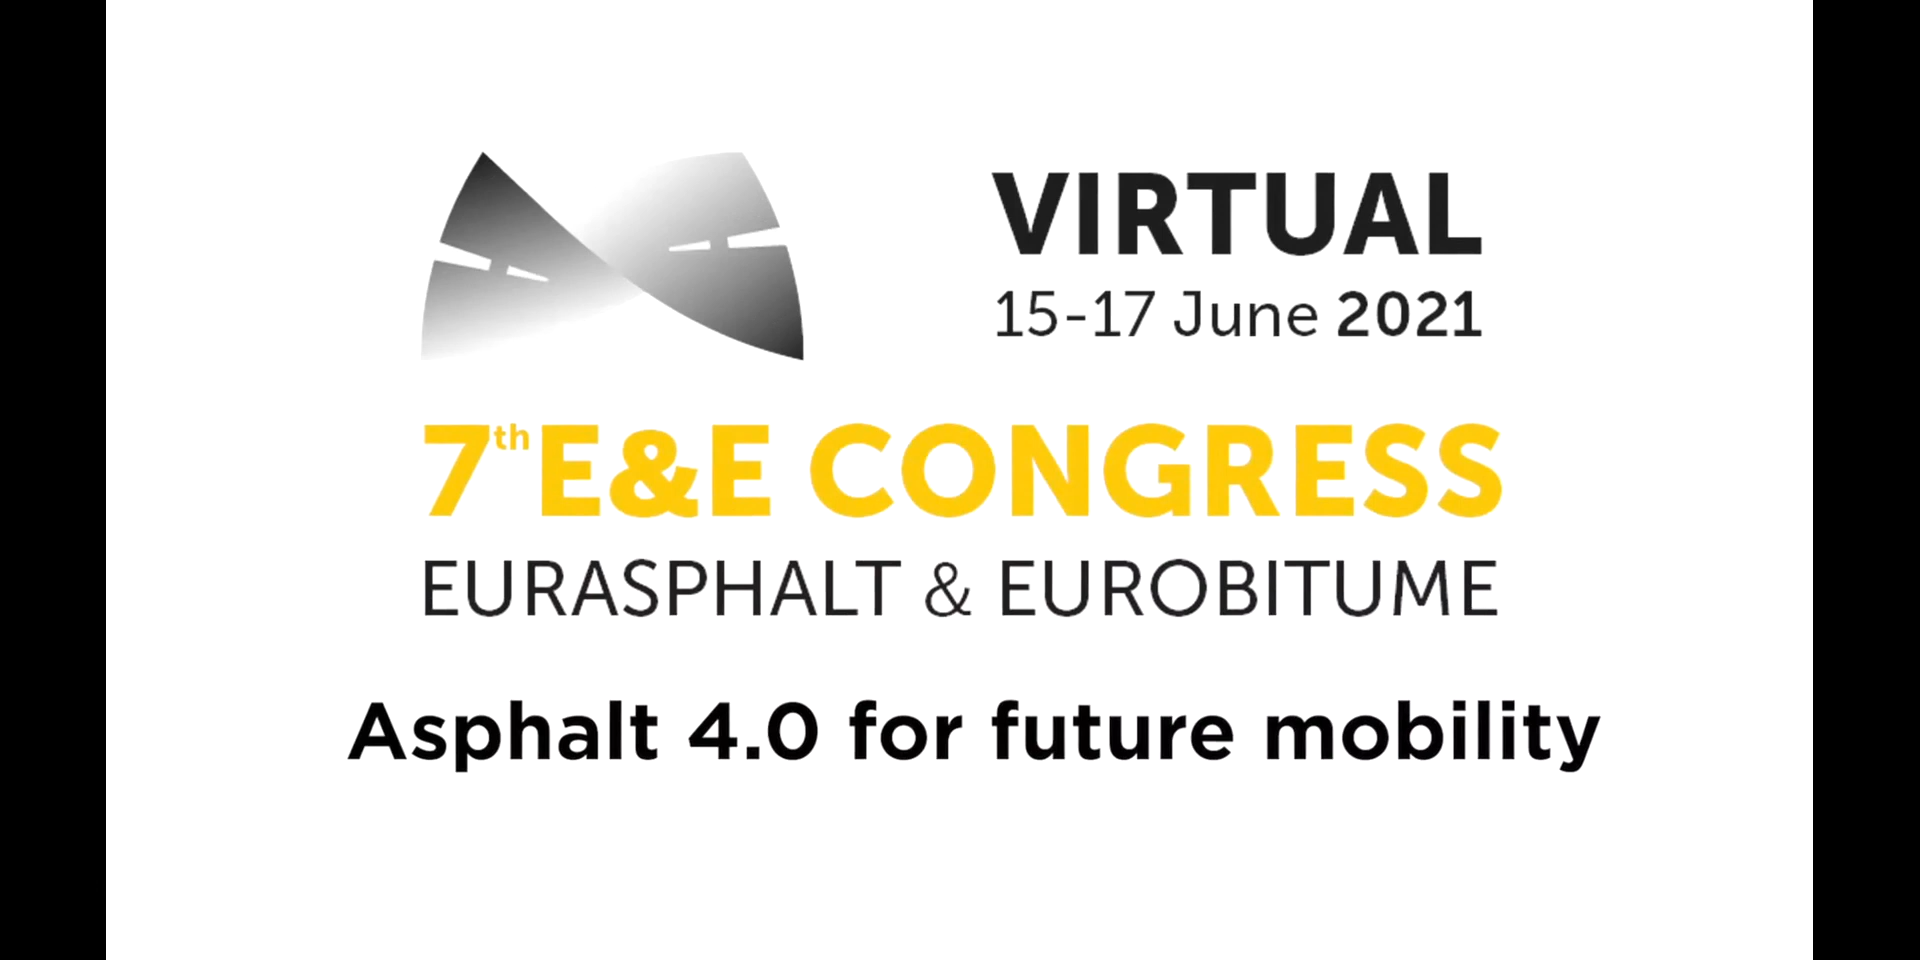 VIRTUAL
15-17 June 2021
7th E&E CONGRESS
EURASPHALT & EUROBITUME
Asphalt 4.0 for future mobility